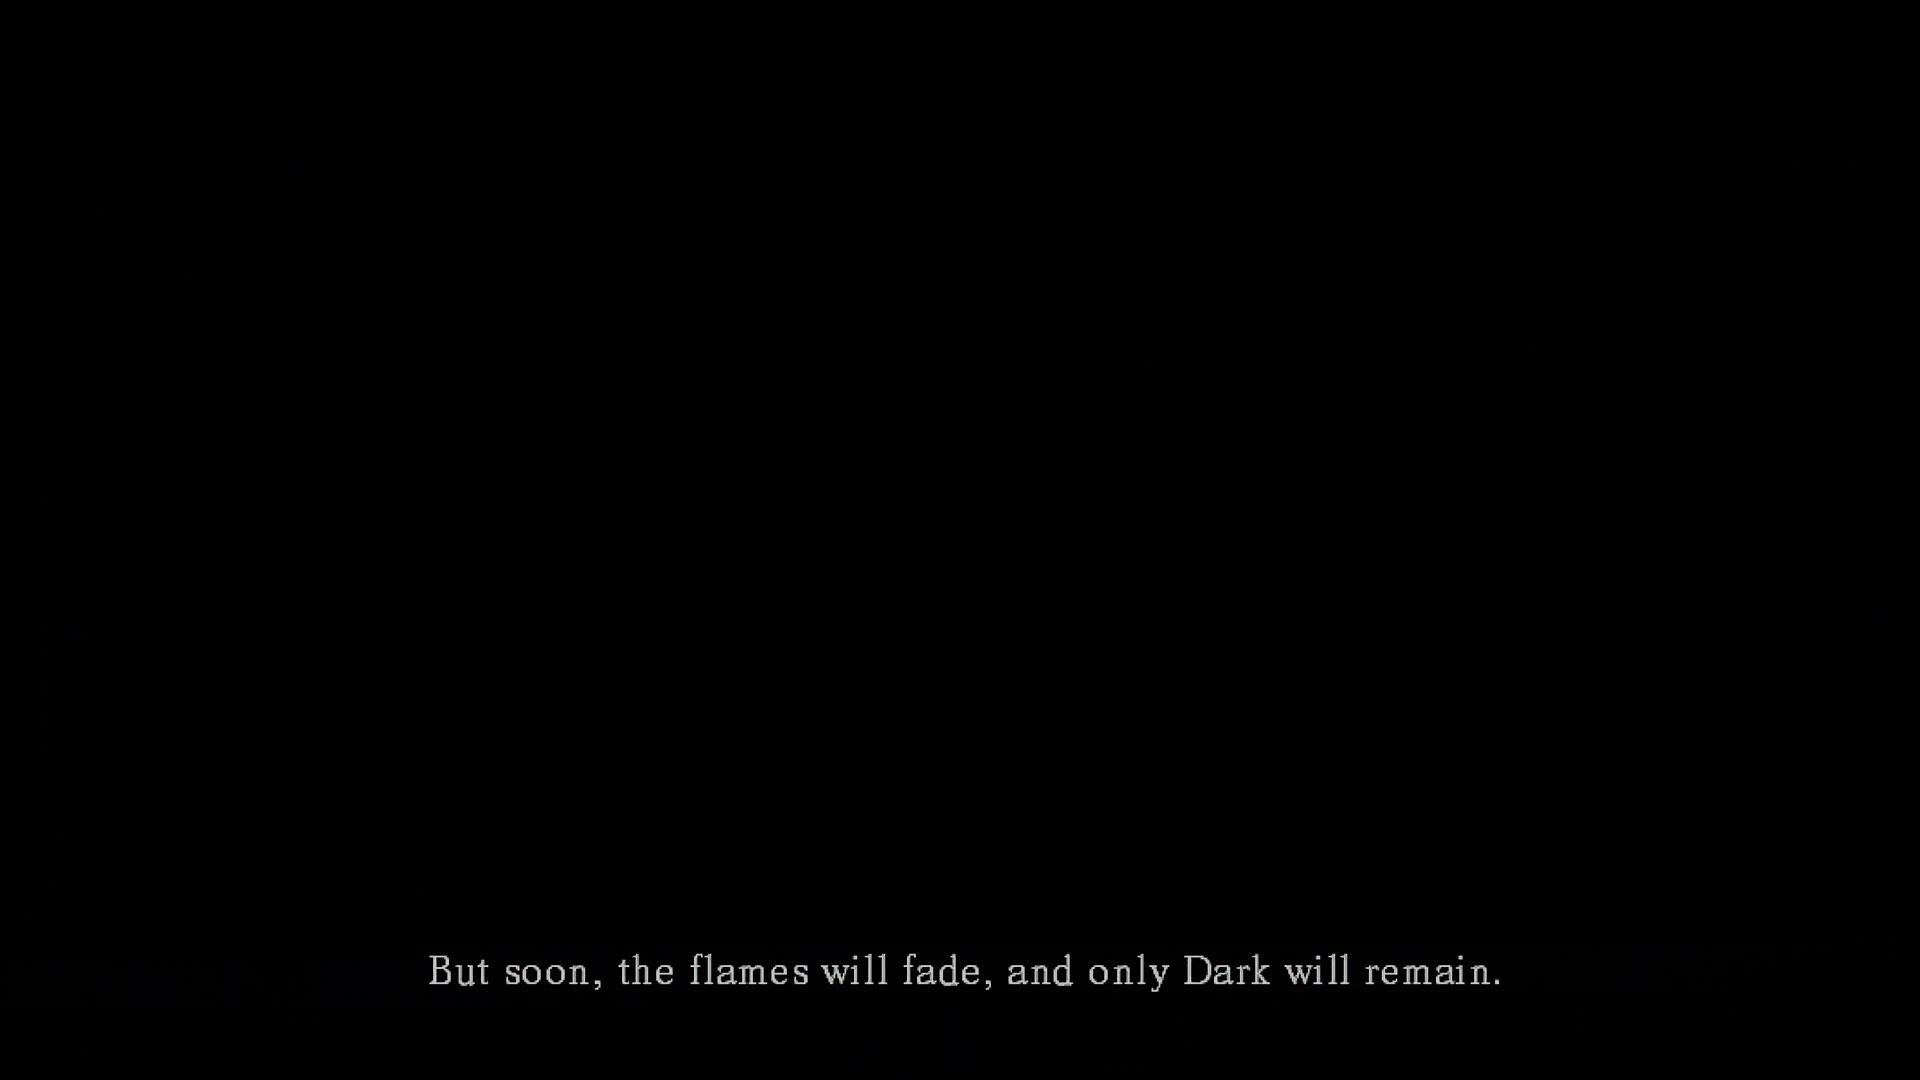 But soon, the flames will fade, and only Dark will remain.